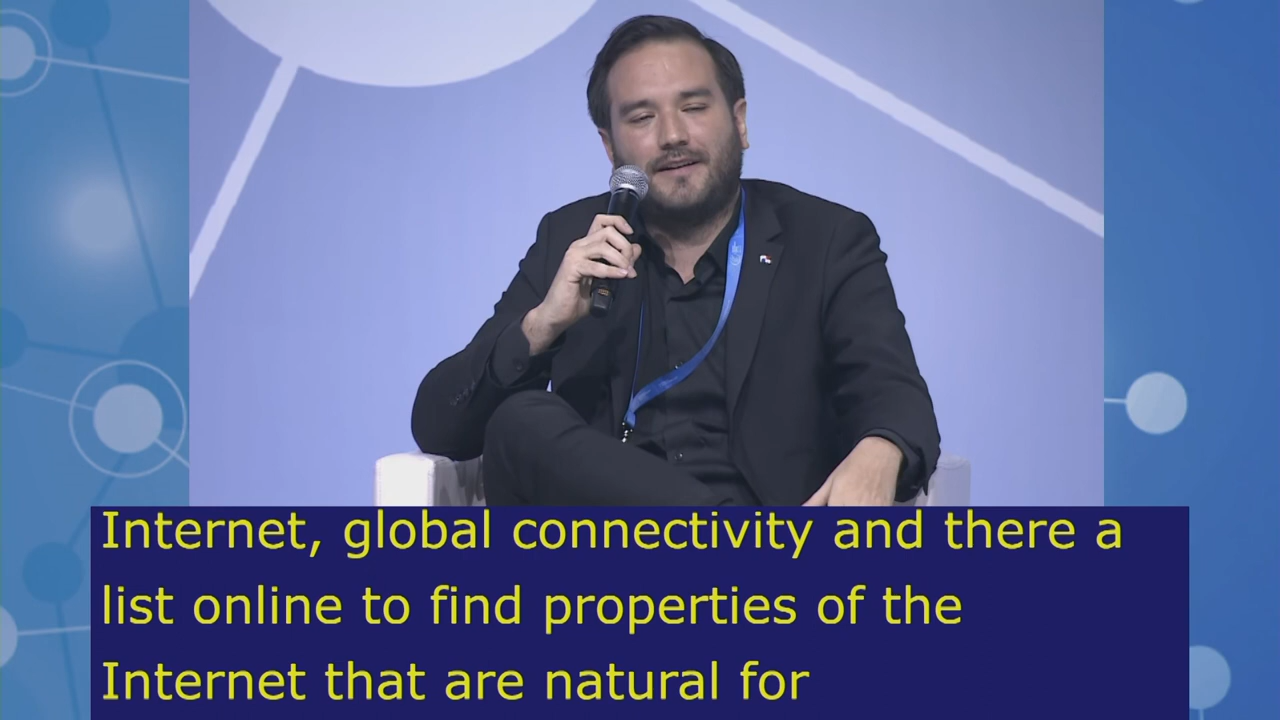 Internet, global connectivity and there a
list online to find properties of the
Internet that are natural for